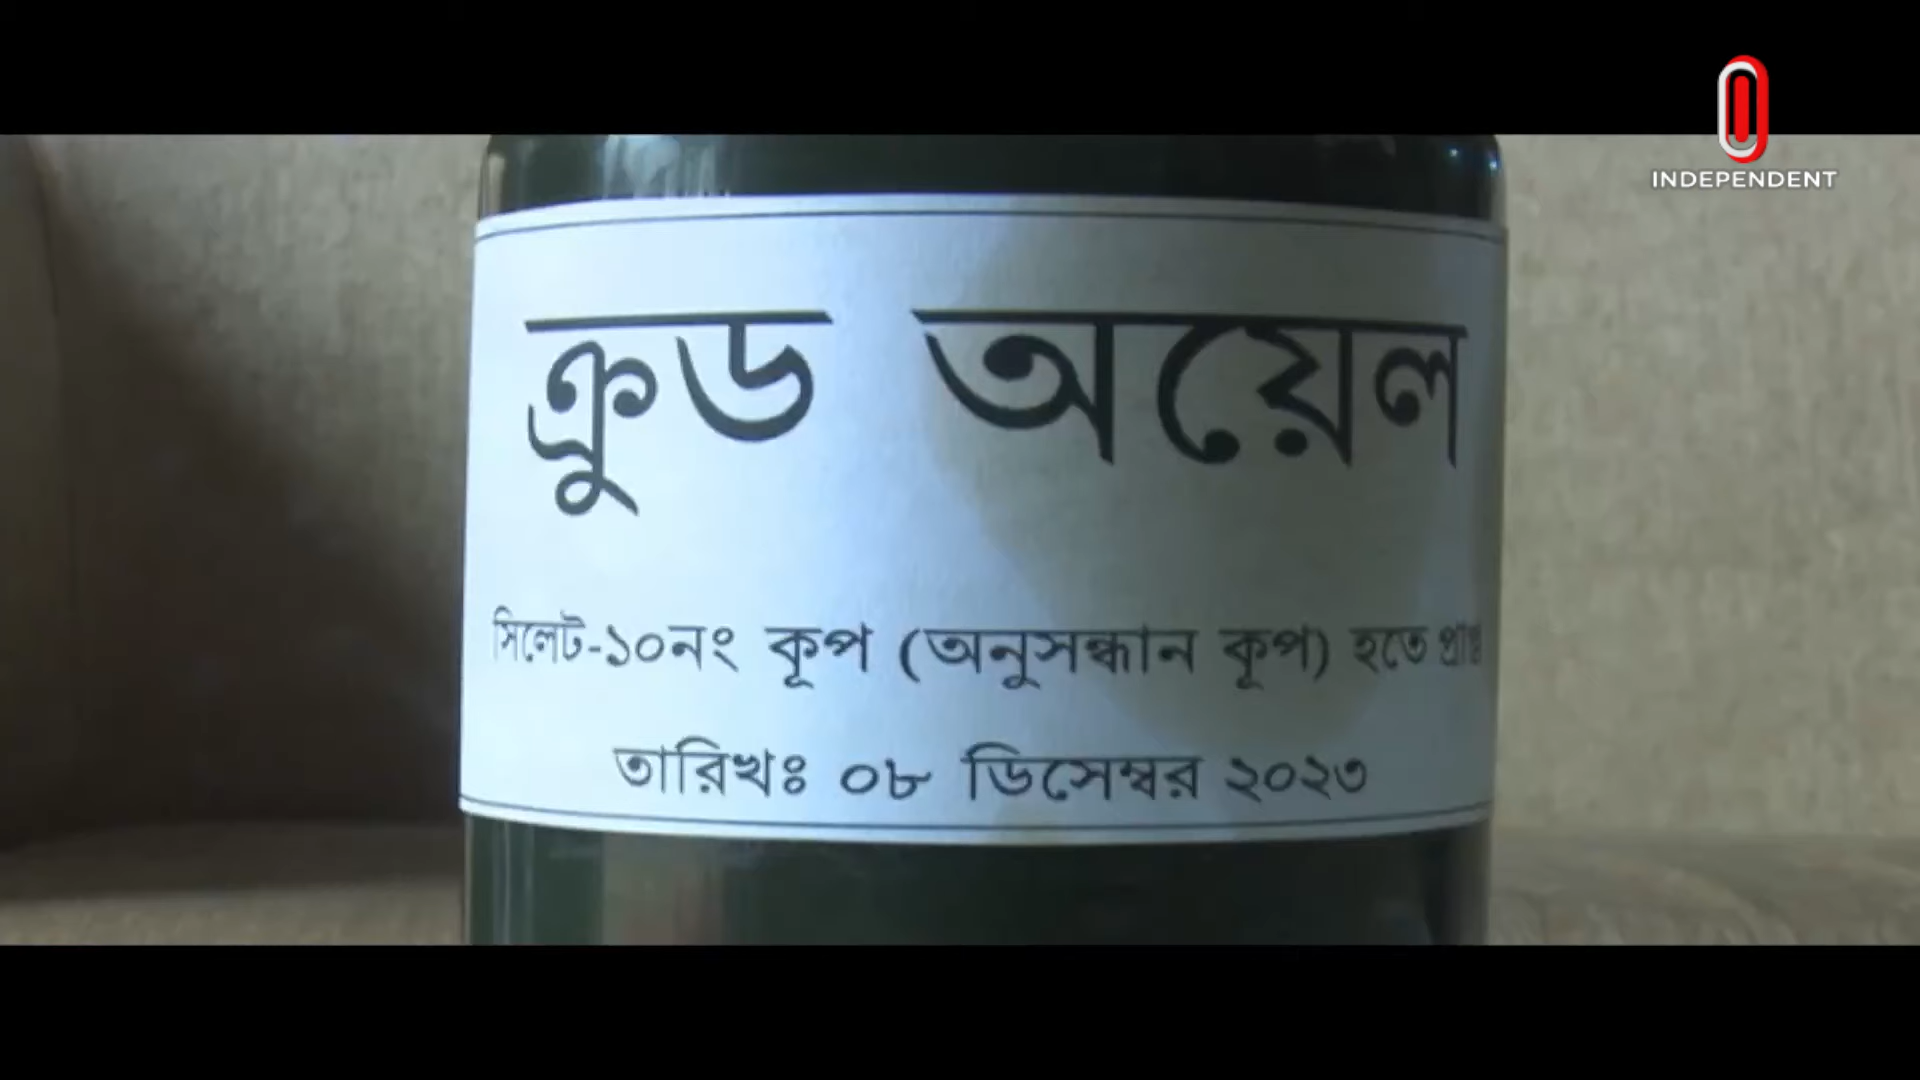 INDEPENDENT
ক্রুড অয়েল
সিলেট-১০নং কূপ (অনুসন্ধান কূপ) হতে প্রাপ্ত
তারিখঃ ০৮ ডিসেম্বর ২০২৩